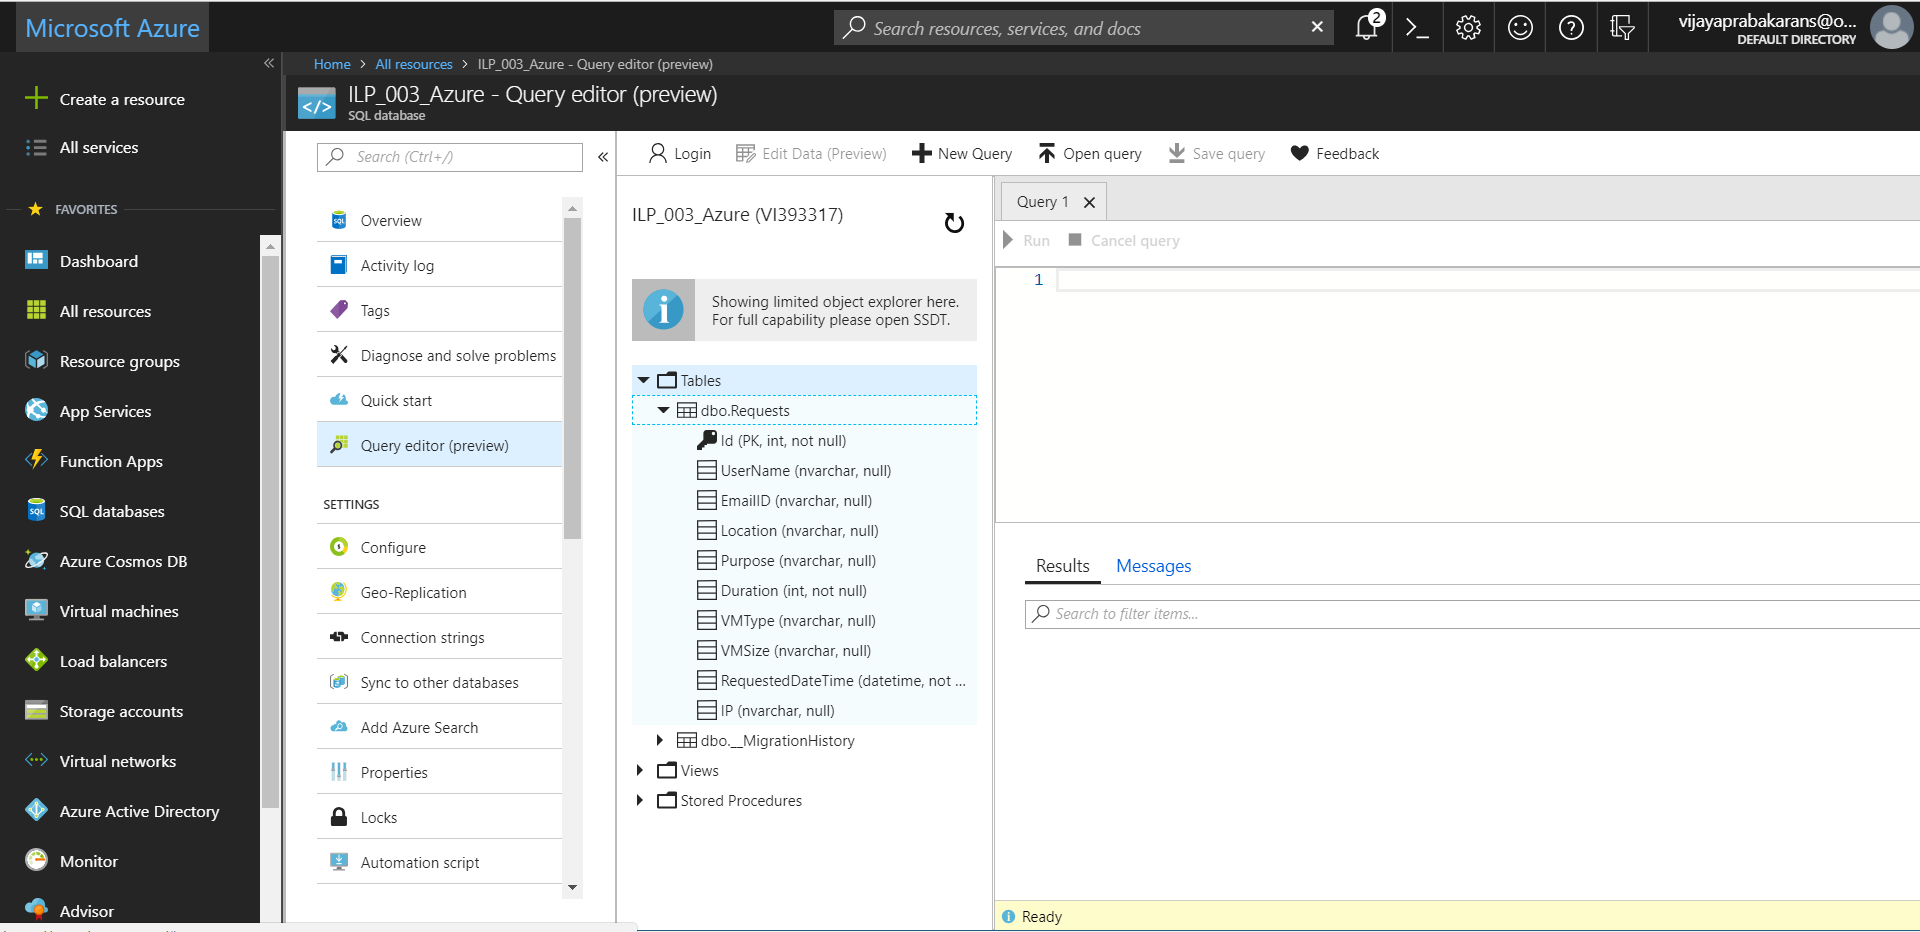 Microsoft Azure
Search resources, services, and docs
2
vijayaprabakarans@o...
DEFAULT DIRECTORY
Home > All resources > ILP_003_Azure - Query editor (preview)
ILP_003_Azure - Query editor (preview)
SQL database
Create a resource
All services
FAVORITES
Dashboard
All resources
Resource groups
App Services
Function Apps
SQL databases
Azure Cosmos DB
Virtual machines
Load balancers
Storage accounts
Virtual networks
Azure Active Directory
Monitor
Advisor
Search (Ctrl+/)
Overview
Activity log
Tags
Diagnose and solve problems
Quick start
Query editor (preview)
SETTINGS
Configure
Geo-Replication
Connection strings
Sync to other databases
Add Azure Search
Properties
Locks
Automation script
Login
Edit Data (Preview)
New Query
Open query
Save query
Feedback
ILP_003_Azure (VI393317)
Showing limited object explorer here.
For full capability please open SSDT.
Tables
dbo.Requests
Id (PK, int, not null)
UserName (nvarchar, null)
EmailID (nvarchar, null)
Location (nvarchar, null)
Purpose (nvarchar, null)
Duration (int, not null)
VMType (nvarchar, null)
VMSize (nvarchar, null)
RequestedDateTime (datetime, not ...
IP (nvarchar, null)
dbo.__MigrationHistory
Views
Stored Procedures
Query 1
Run
Cancel query
1
Results
Messages
Search to filter items...
Ready